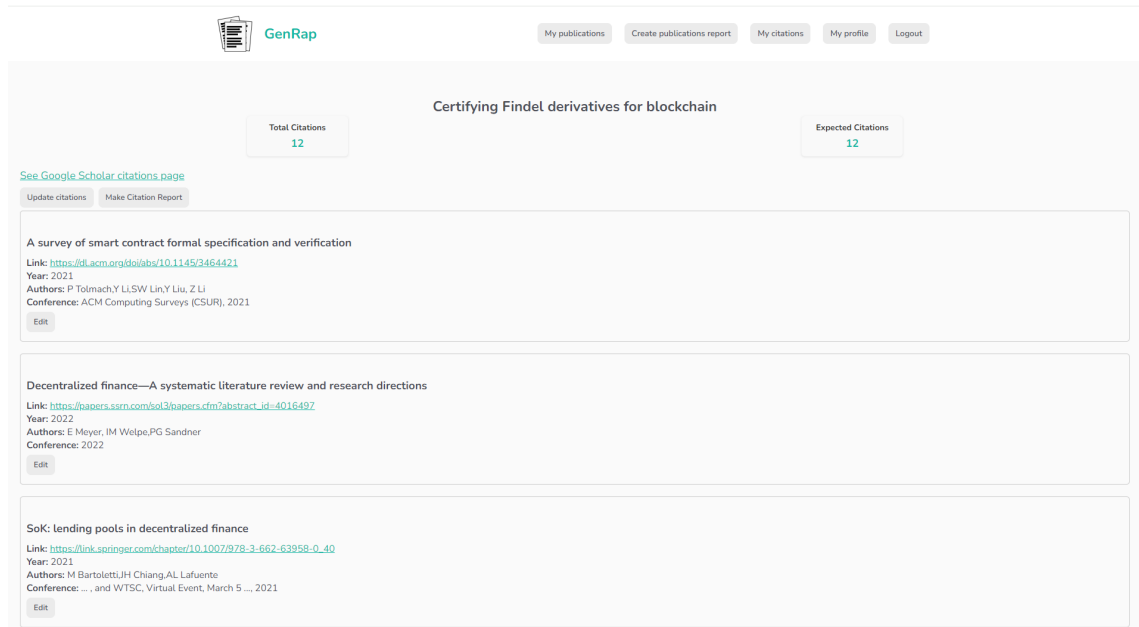 GenRap
My publications
Create publications report
My citations
My profile
Logout
Certifying Findel derivatives for blockchain
Total Citations
12
Expected Citations
12
See Google Scholar citations page
Update citations
Make Citation Report
A survey of smart contract formal specification and verification
Link: https://dl.acm.org/doi/abs/10.1145/3464421
Year: 2021
Authors: P Tolmach,Y Li,SW Lin,Y Liu, Z Li
Conference: ACM Computing Surveys (CSUR), 2021
Edit
Decentralized finance—A systematic literature review and research directions
Link: https://papers.ssrn.com/sol3/papers.cfm?abstract_id=4016497
Year: 2022
Authors: E Meyer, IM Welpe,PG Sandner
Conference: 2022
Edit
SoK: lending pools in decentralized finance
Link: https://link.springer.com/chapter/10.1007/978-3-662-63958-0_40
Year: 2021
Authors: M Bartoletti,JH Chiang,AL Lafuente
Conference: ... , and WTSC, Virtual Event, March 5 ..., 2021
Edit